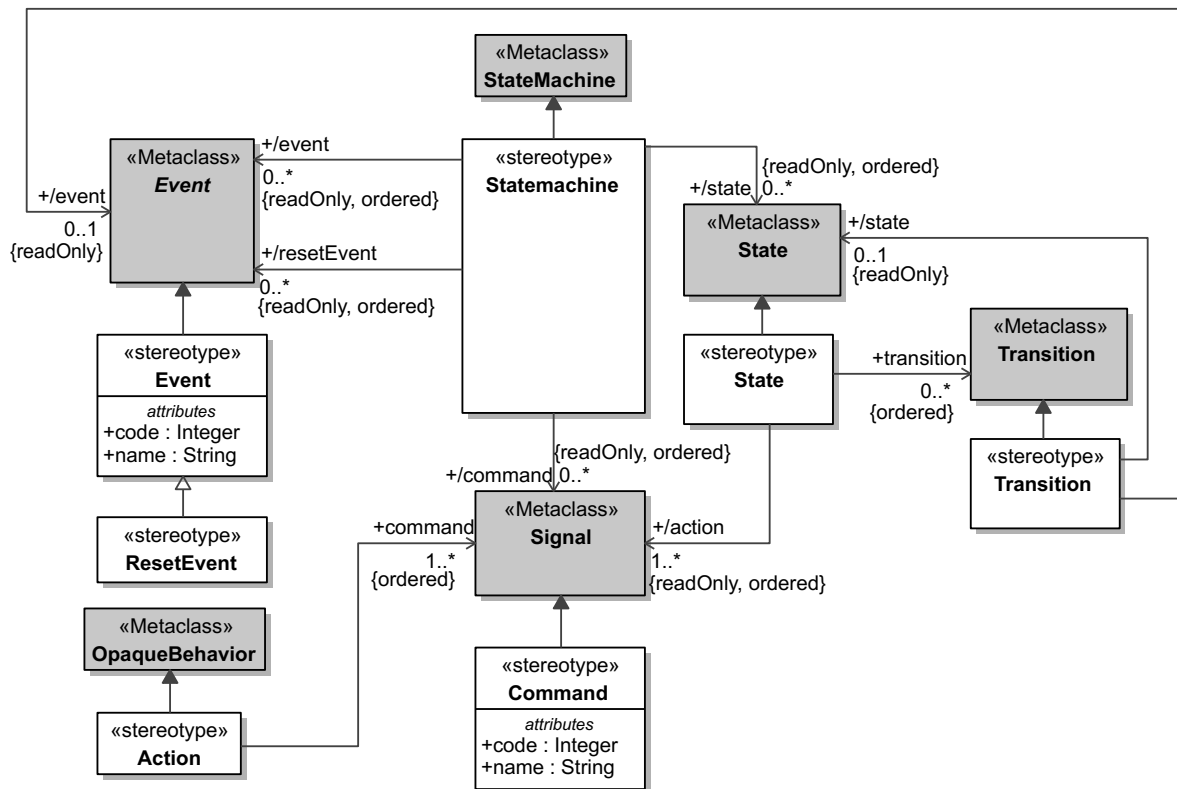 «Metaclass»
StateMachine
«Metaclass»
Event
+/event
0..1
{readOnly}
+/event
0..*
{readOnly, ordered}
+/resetEvent
0..*
{readOnly, ordered}
«stereotype»
Statemachine
{readOnly, ordered}
+/state
0..*
«Metaclass»
State
+/state
0..1
{readOnly}
«stereotype»
Event
attributes
+code : Integer
+name : String
«stereotype»
State
+transition
0..*
{ordered}
«Metaclass»
Transition
«stereotype»
Transition
{readOnly, ordered}
+/command
0..*
«stereotype»
ResetEvent
+command
1..*
{ordered}
«Metaclass»
Signal
+/action
1..*
{readOnly, ordered}
«Metaclass»
OpaqueBehavior
«stereotype»
Action
«stereotype»
Command
attributes
+code : Integer
+name : String